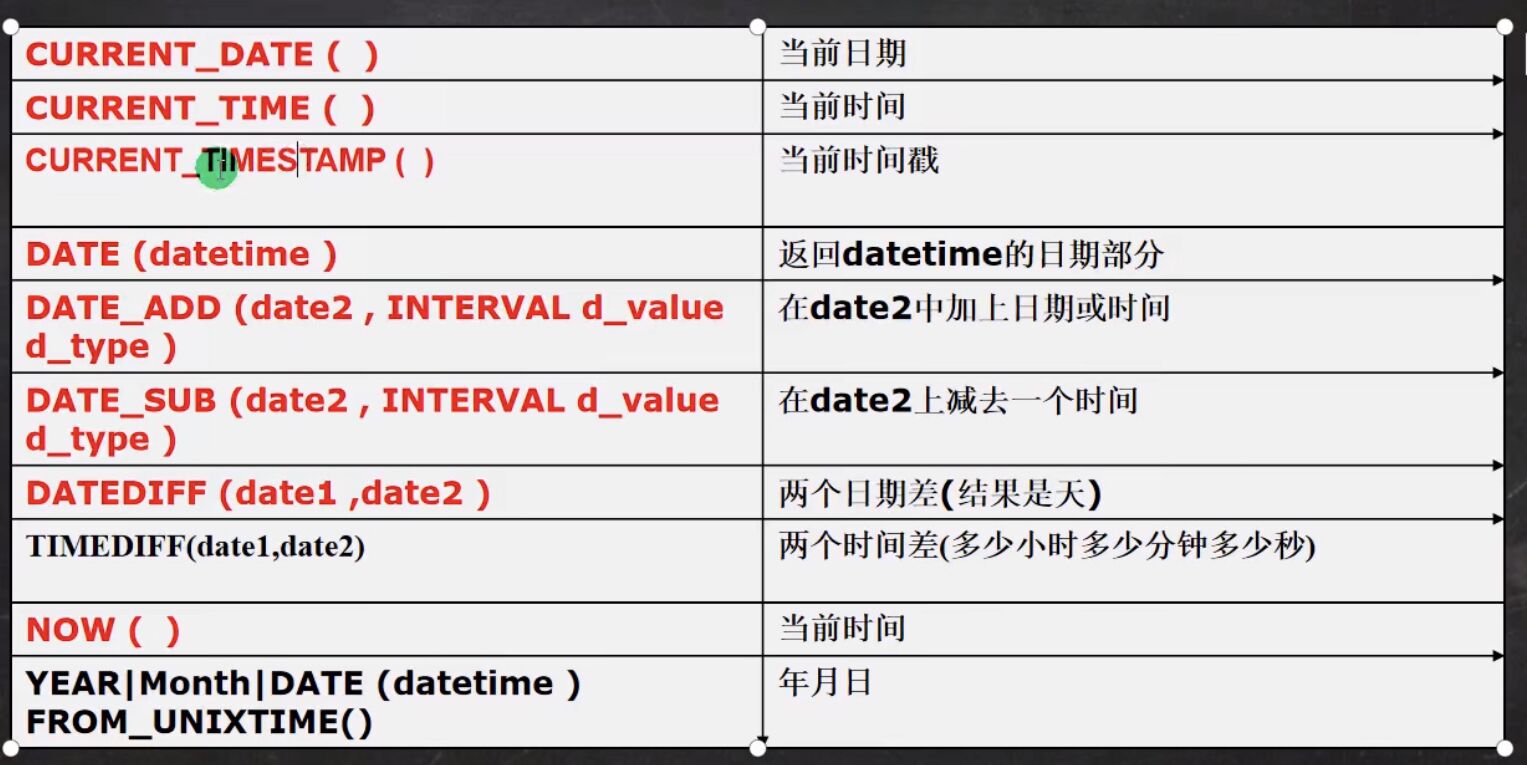 CURRENT_DATE (  )
当前日期
CURRENT_TIME (  )
当前时间
CURRENT_TIMESTAMP (  )
当前时间戳
DATE (datetime )
返回datetime的日期部分
DATE_ADD (date2 , INTERVAL d_value
d_type )
在date2中加上日期或时间
DATE_SUB (date2 , INTERVAL d_value
d_type )
在date2上减去一个时间
DATEDIFF (date1 ,date2 )
两个日期差(结果是天)
TIMEDIFF(date1,date2)
两个时间差(多少小时多少分钟多少秒)
NOW (  )
当前时间
YEAR|Month|DATE (datetime )
FROM_UNIXTIME()
年月日